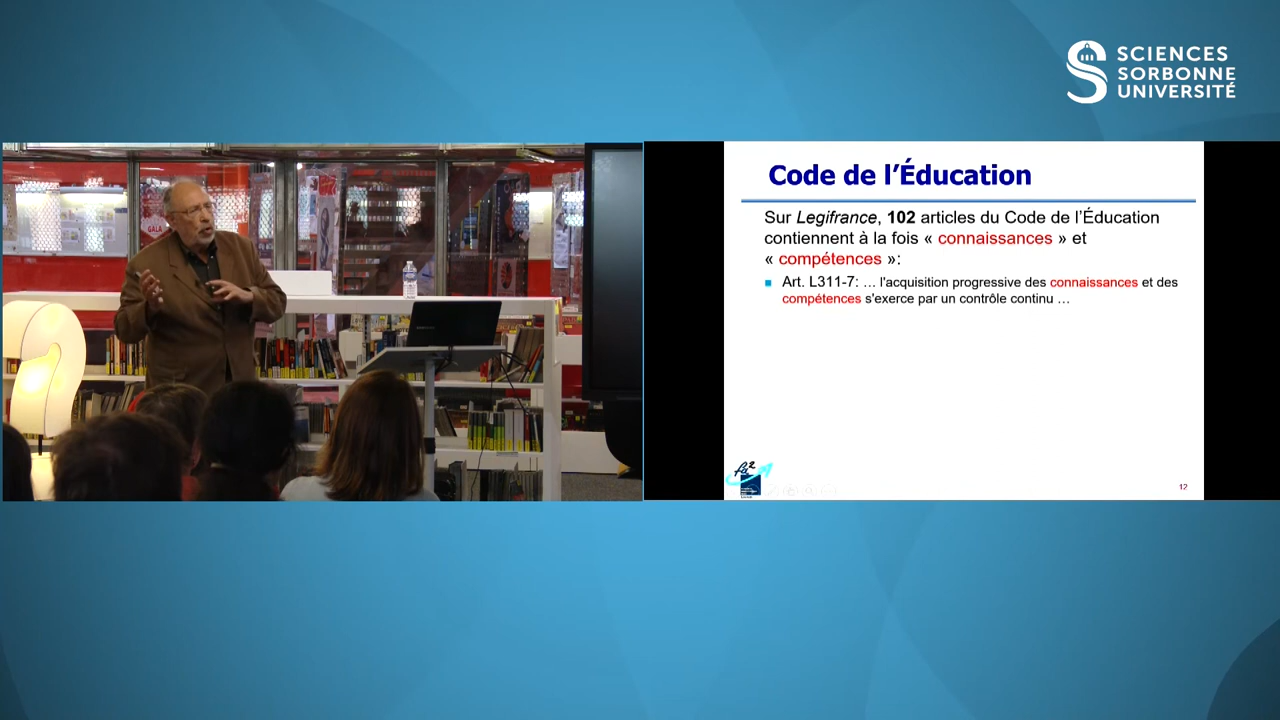 SCIENCES
SORBONNE
UNIVERSITÉ
GALA
Code de l'Éducation
Sur Legifrance, 102 articles du Code de l'Éducation
contiennent à la fois « connaissances » et
« compétences »:
Art. L311-7: … l'acquisition progressive des connaissances et des
compétences s'exerce par un contrôle continu …
12